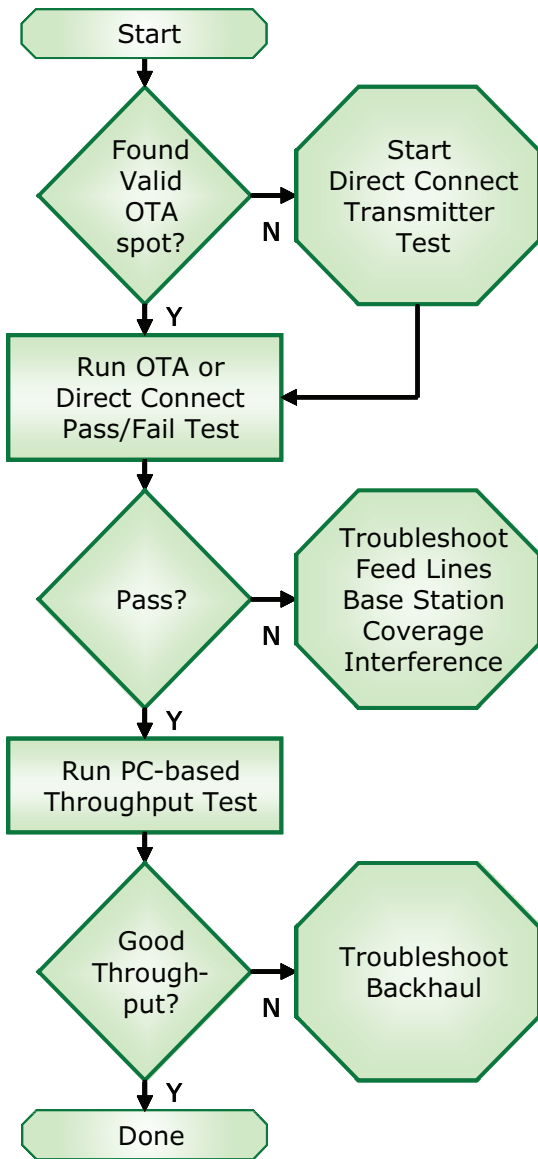 Start
Found
Valid
OTA
spot?
N
Start
Direct Connect
Transmitter
Test
Y
Run OTA or
Direct Connect
Pass/Fail Test
Pass?
N
Troubleshoot
Feed Lines
Base Station
Coverage
Interference
Y
Run PC-based
Throughput Test
Good
Through-
put?
N
Troubleshoot
Backhaul
Y
Done